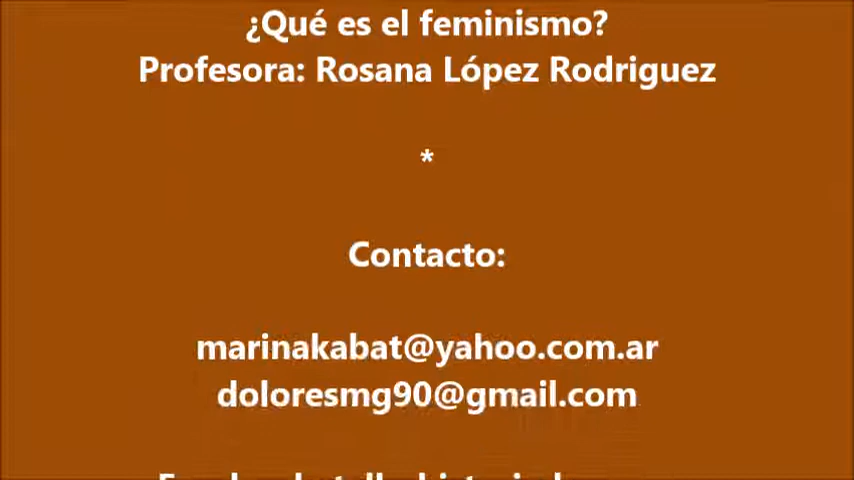 ¿Qué es el feminismo?
Profesora: Rosana López Rodriguez
*
Contacto:
marinakabat@yahoo.com.ar
doloresmg90@gmail.com